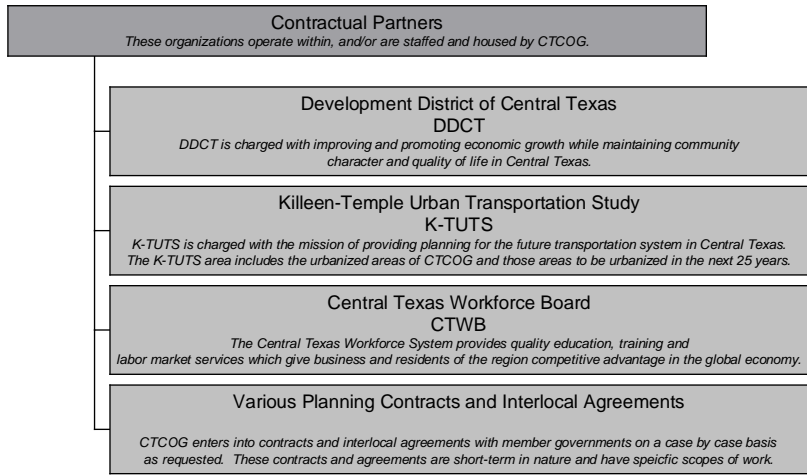 Contractual Partners
These organizations operate within, and/or are staffed and housed by CTCOG.
Development District of Central Texas
DDCT
DDCT is charged with improving and promoting economic growth while maintaining community
character and quality of life in Central Texas.
Killeen-Temple Urban Transportation Study
K-TUTS
K-TUTS is charged with the mission of providing planning for the future transportation system in Central Texas.
The K-TUTS area includes the urbanized areas of CTCOG and those areas to be urbanized in the next 25 years.
Central Texas Workforce Board
CTWB
The Central Texas Workforce System provides quality education, training and
labor market services which give business and residents of the region competitive advantage in the global economy.
Various Planning Contracts and Interlocal Agreements
CTCOG enters into contracts and interlocal agreements with member governments on a case by case basis
as requested. These contracts and agreements are short-term in nature and have speicfic scopes of work.